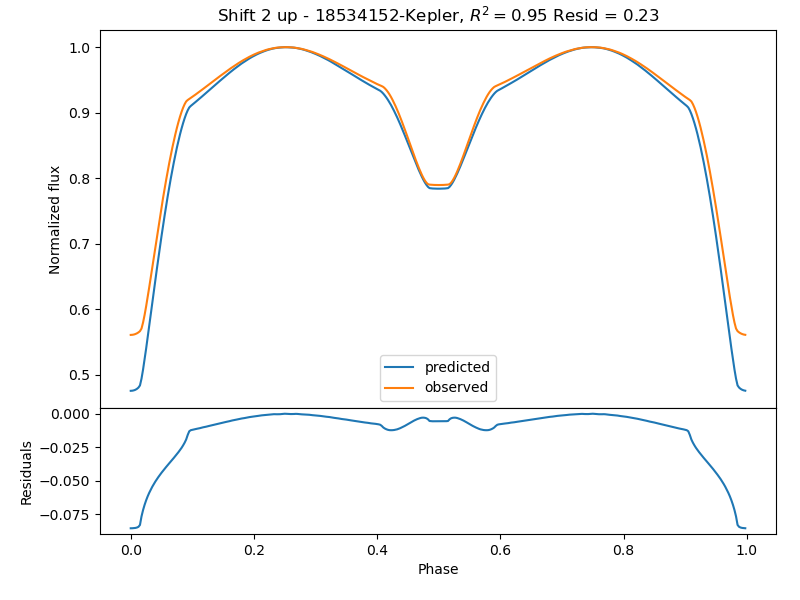 Shift 2 up - 18534152-Kepler, R² = 0.95 Resid = 0.23
1.0
0.9
0.8
0.7
0.6
0.5
Normalized flux
predicted
observed
0.000
−0.025
−0.050
−0.075
Residuals
0.0 0.2 0.4 0.6 0.8 1.0
Phase